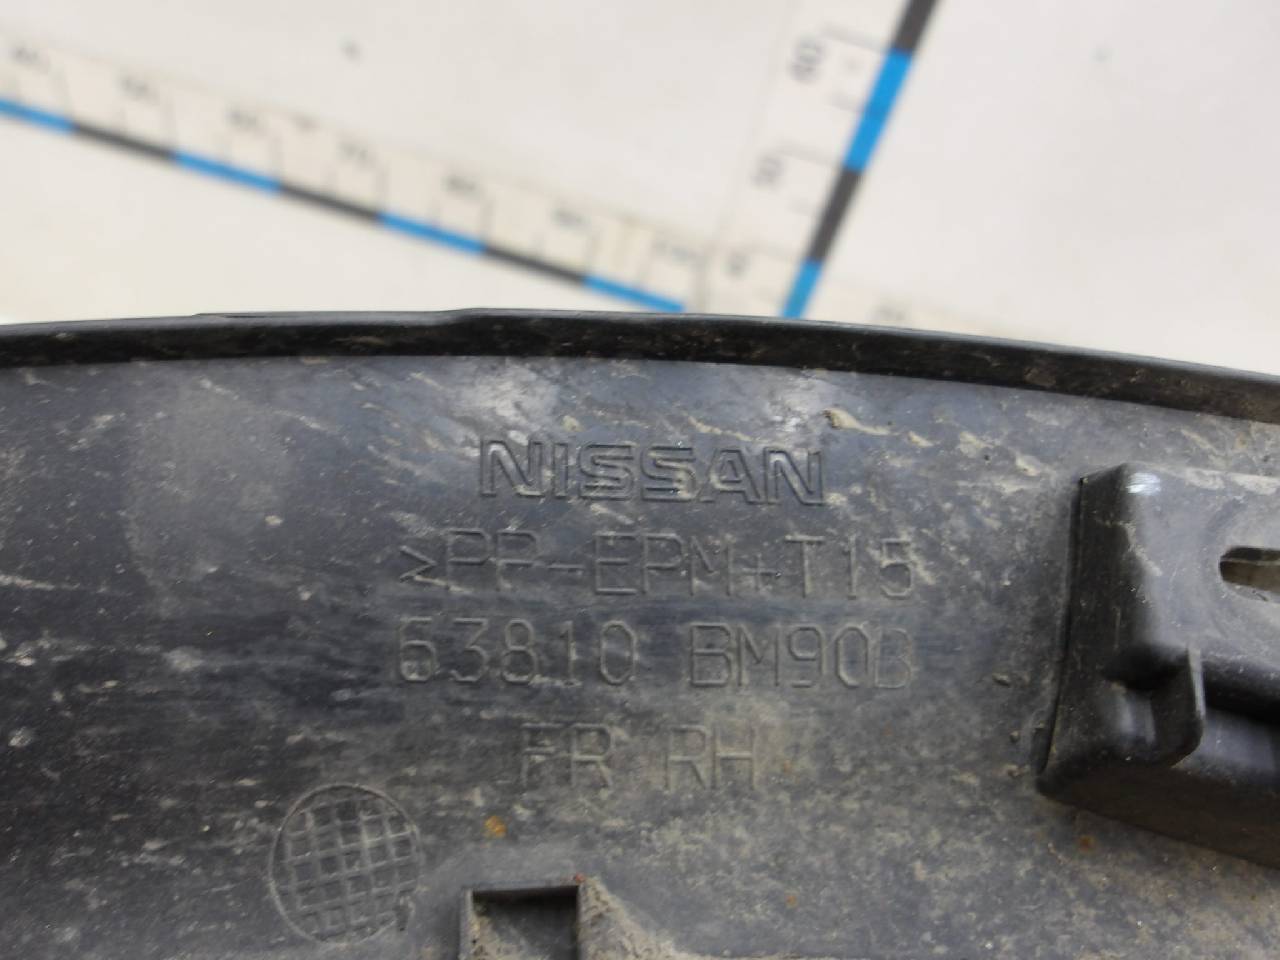 NISSAN
>PP-EPM+T15
63810 BM90B
FR RH